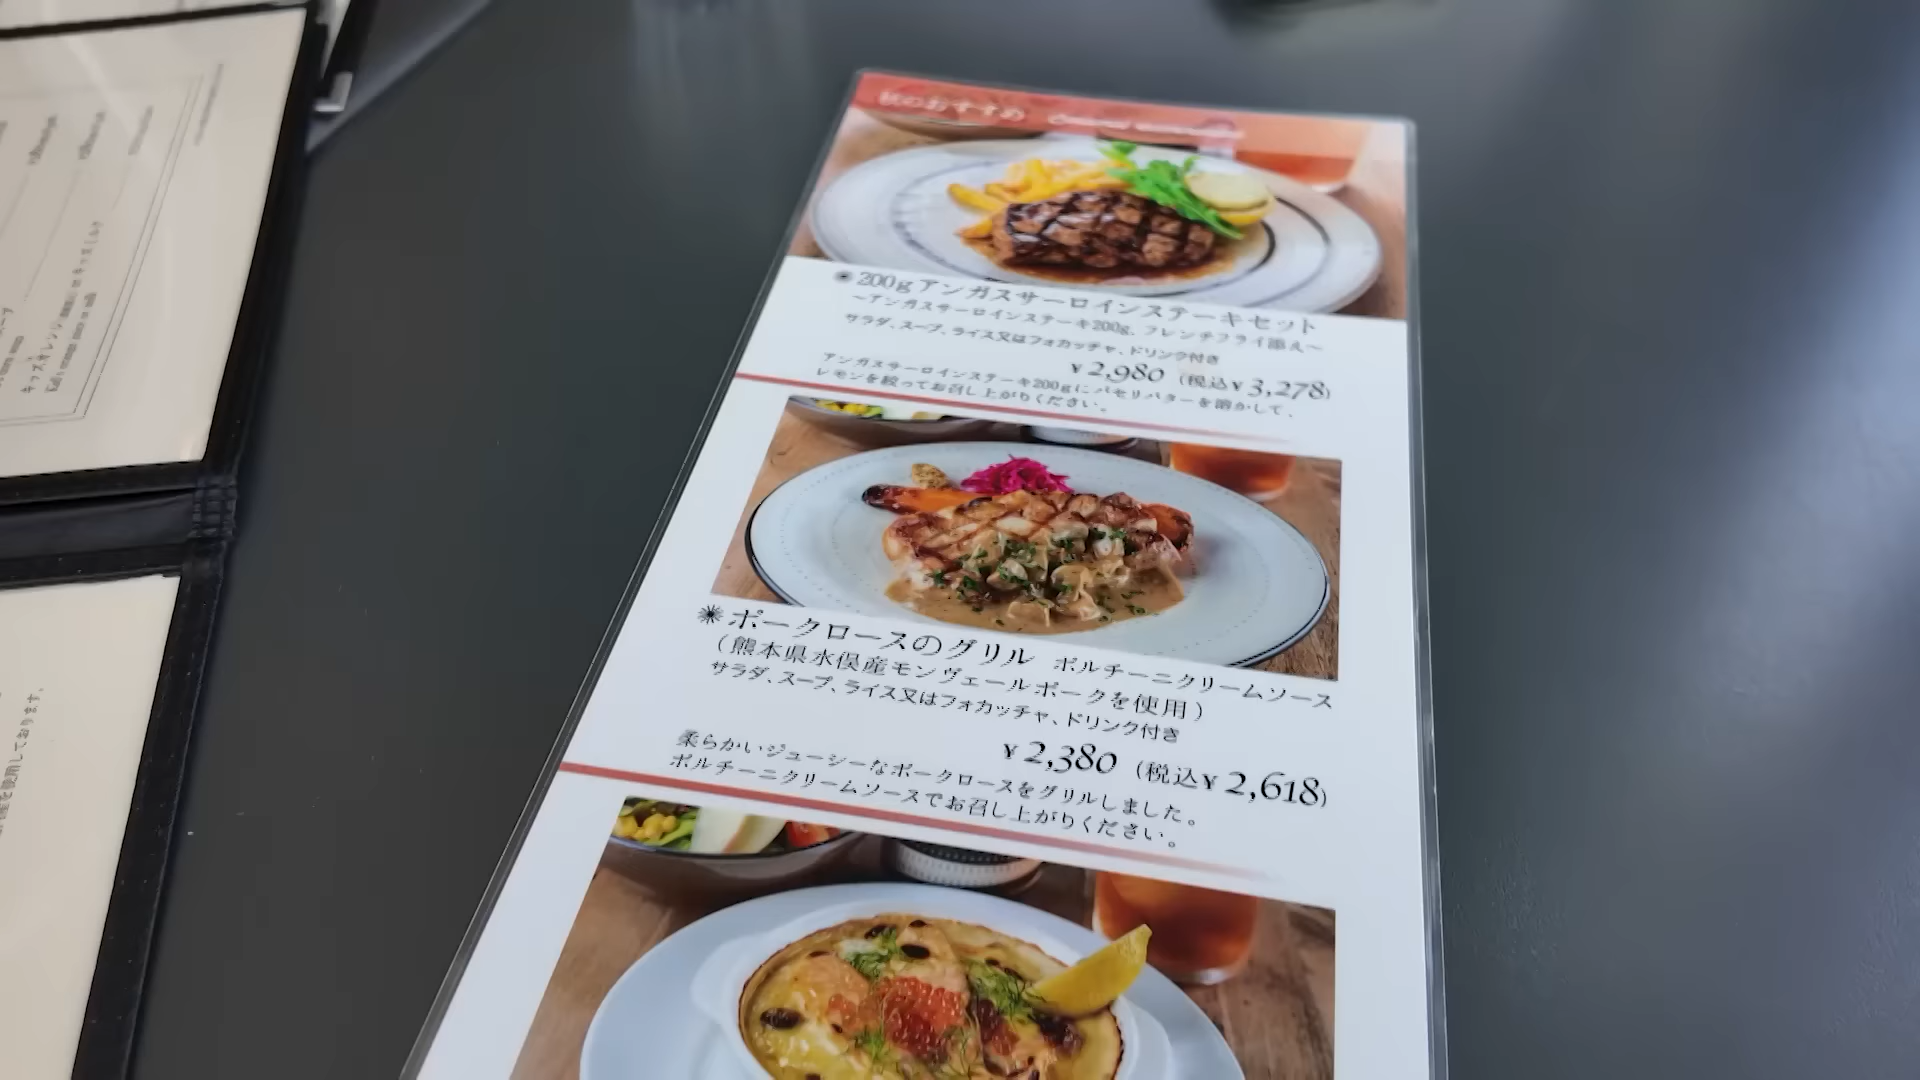 秋のおすすめ
200gアンガスサーロインステーキセット
～アンガスサーロインステーキ200g、フレンチフライ添え～
サラダ、スープ、ライス又はフォカッチャ、ドリンク付き
¥2,980（税込¥3,278）
アンガスサーロインステーキ200gにパセリバターを溶かして、
レモンを絞ってお召し上がりください。
ポークロースのグリル ポルチーニクリームソース
（熊本県水俣産モンヴェールポークを使用）
サラダ、スープ、ライス又はフォカッチャ、ドリンク付き
¥2,380（税込¥2,618）
柔らかいジューシーなポークロースをグリルしました。
ポルチーニクリームソースでお召し上がりください。